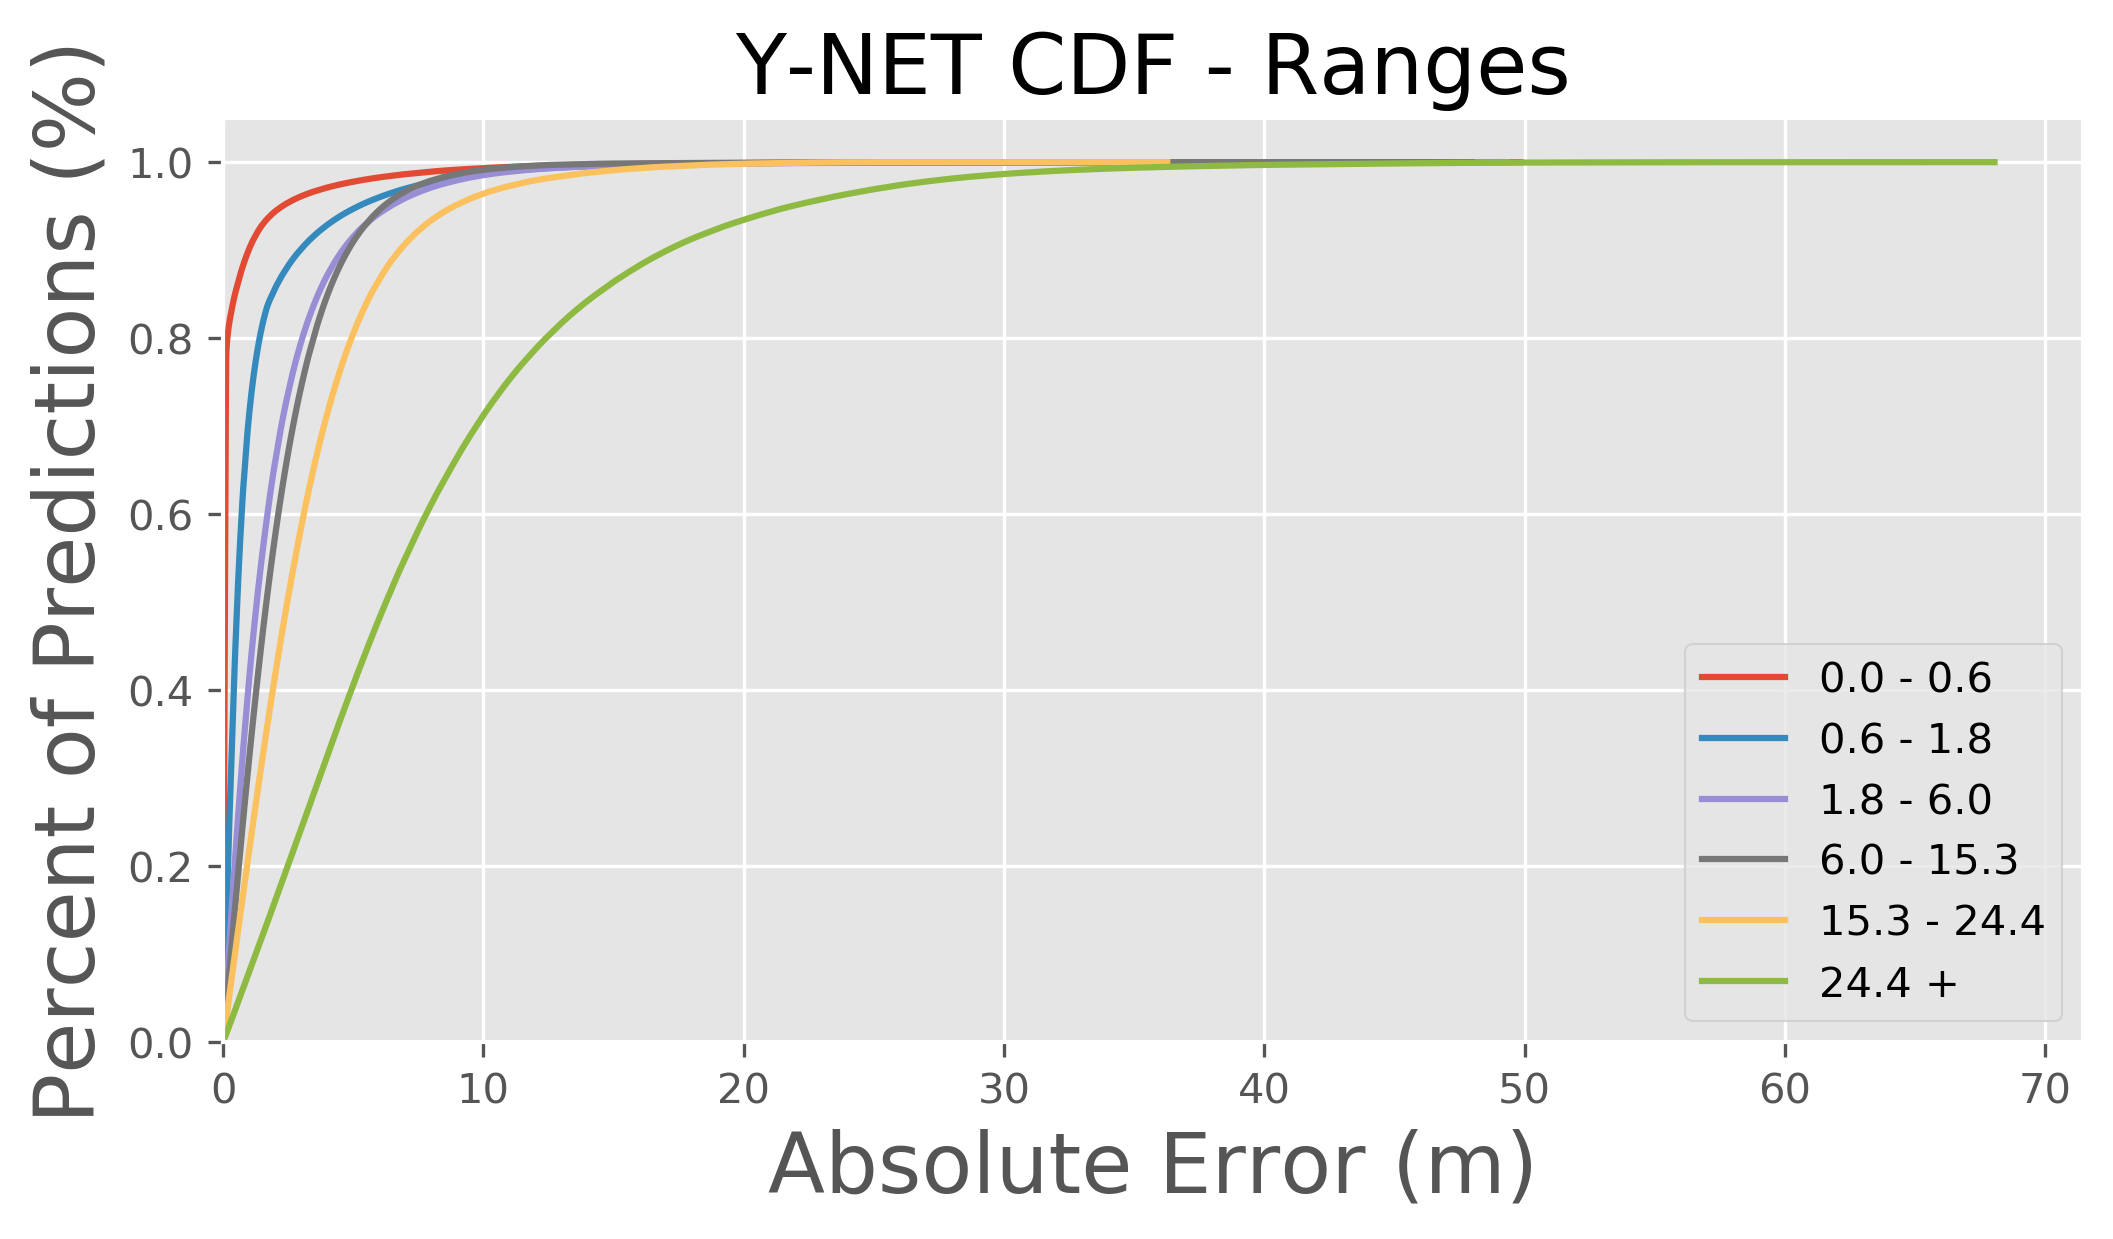 Y-NET CDF - Ranges
Percent of Predictions (%)
1.0
0.8
0.6
0.4
0.2
0.0
0 10 20 30 40 50 60 70
Absolute Error (m)
0.0 - 0.6
0.6 - 1.8
1.8 - 6.0
6.0 - 15.3
15.3 - 24.4
24.4 +